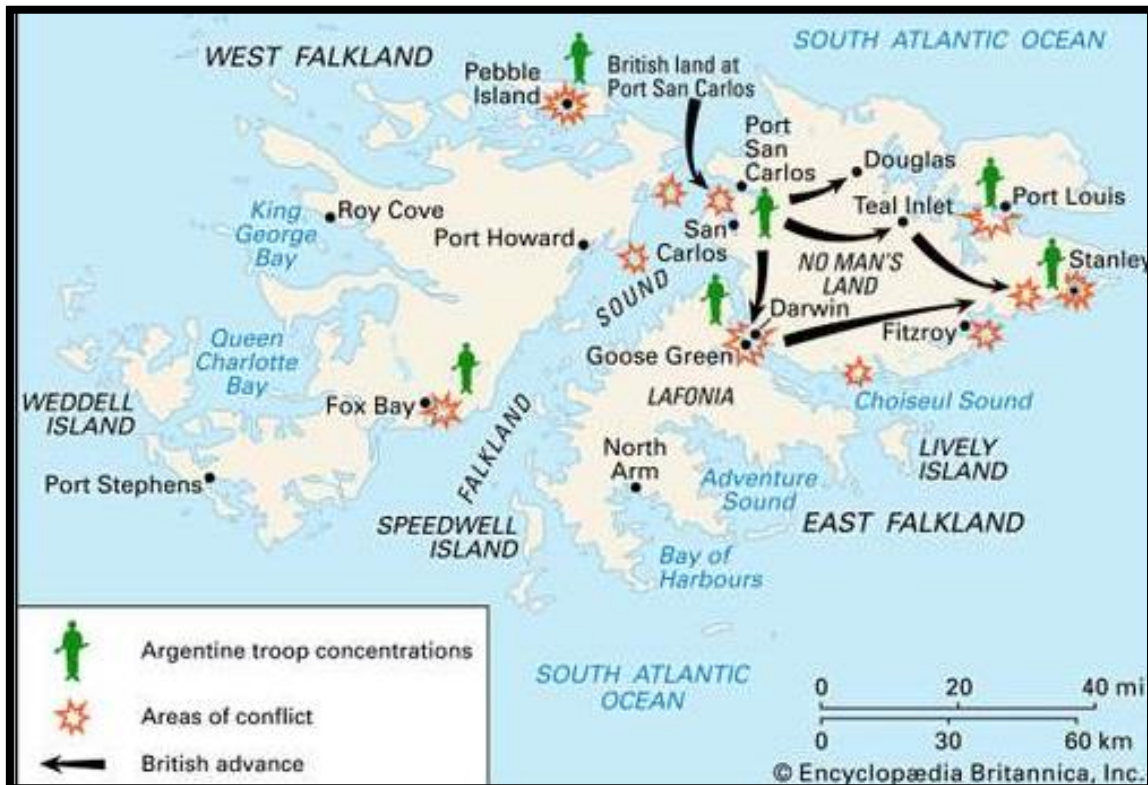 WEST FALKLAND
SOUTH ATLANTIC OCEAN
Pebble
Island
British land at
Port San Carlos
Port
San
Carlos
Douglas
Teal Inlet
Port Louis
King
George
Bay
Roy Cove
Port Howard
San
Carlos
NO MAN'S
LAND
Stanley
SOUND
Darwin
Goose Green
Fitzroy
Queen
Charlotte
Bay
WEDDELL
ISLAND
Fox Bay
LAFONIA
Choiseul Sound
FALKLAND
North
Arm
LIVELY
ISLAND
Port Stephens
Adventure
Sound
SPEEDWELL
ISLAND
EAST FALKLAND
Bay of
Harbours
Argentine troop concentrations
Areas of conflict
British advance
SOUTH ATLANTIC
OCEAN
0 20 40 mi
0 30 60 km
© Encyclopædia Britannica, Inc.